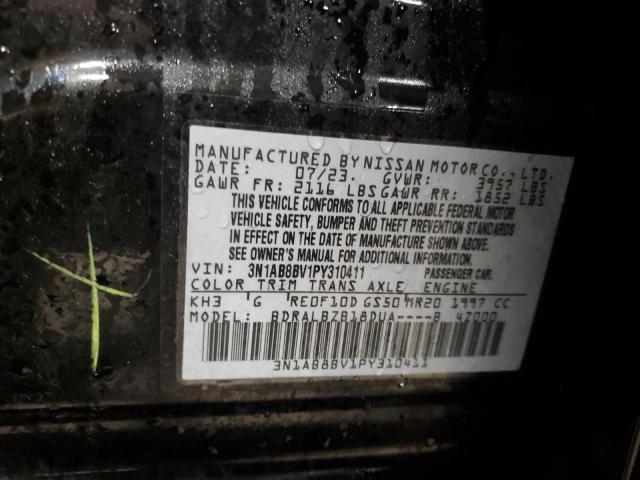 MANUFACTURED BY NISSAN MOTOR CO., LTD.
DATE: 07/23 GVWR: 3957 LBS
GAWR FR: 2116 LBS GAWR RR: 1852 LBS
THIS VEHICLE CONFORMS TO ALL APPLICABLE FEDERAL MOTOR
VEHICLE SAFETY, BUMPER AND THEFT PREVENTION STANDARDS
IN EFFECT ON THE DATE OF MANUFACTURE SHOWN ABOVE.
SEE OWNER'S MANUAL FOR ADDITIONAL INFORMATION.
VIN: 3N1AB8BV1PY310411 PASSENGER CAR.
COLOR TRIM TRANS AXLE ENGINE
KH3 'G 'RE0F10D GS50'MR20 1997 CC
MODEL: BDRALBZB18DUA----B 4Z000
3N1AB8BV1PY310411